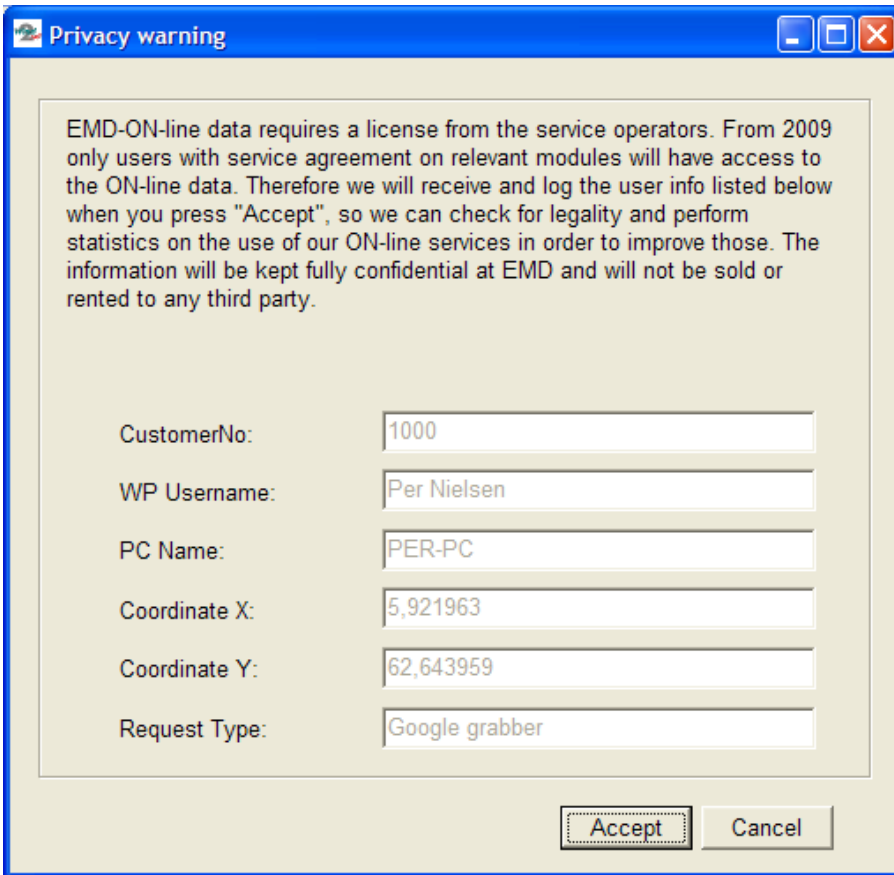 Privacy warning
EMD-ON-line data requires a license from the service operators. From 2009
only users with service agreement on relevant modules will have access to
the ON-line data. Therefore we will receive and log the user info listed below
when you press "Accept", so we can check for legality and perform
statistics on the use of our ON-line services in order to improve those. The
information will be kept fully confidential at EMD and will not be sold or
rented to any third party.
CustomerNo: 1000
WP Username: Per Nielsen
PC Name: PER-PC
Coordinate X: 5,921963
Coordinate Y: 62,643959
Request Type: Google grabber
Accept Cancel